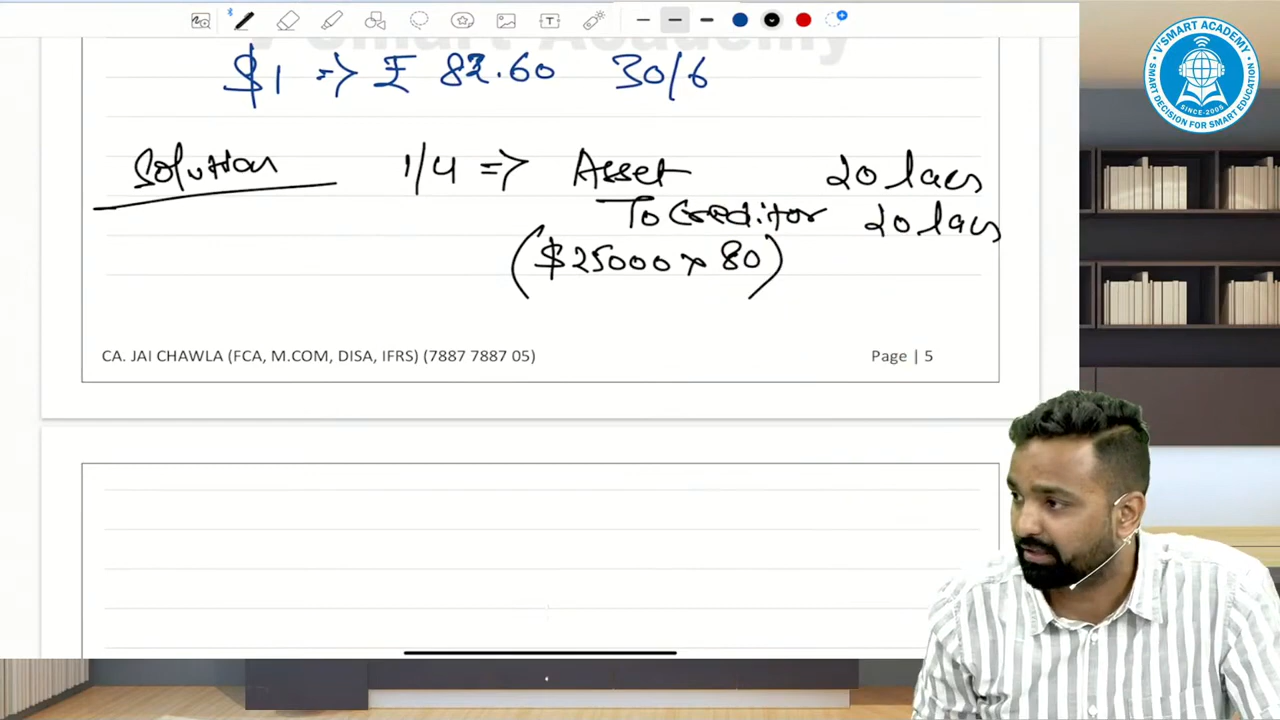 V'Smart Academy
$1 => ₹ 82.60 30/6
Solution 1/4 => Asset 20 lacs
To Creditor 20 lacs
($25000 × 80)
CA. JAI CHAWLA (FCA, M.COM, DISA, IFRS) (7887 7887 05) Page | 5
V'SMART ACADEMY
SINCE-2005
SMART DECISION FOR SMART EDUCATION